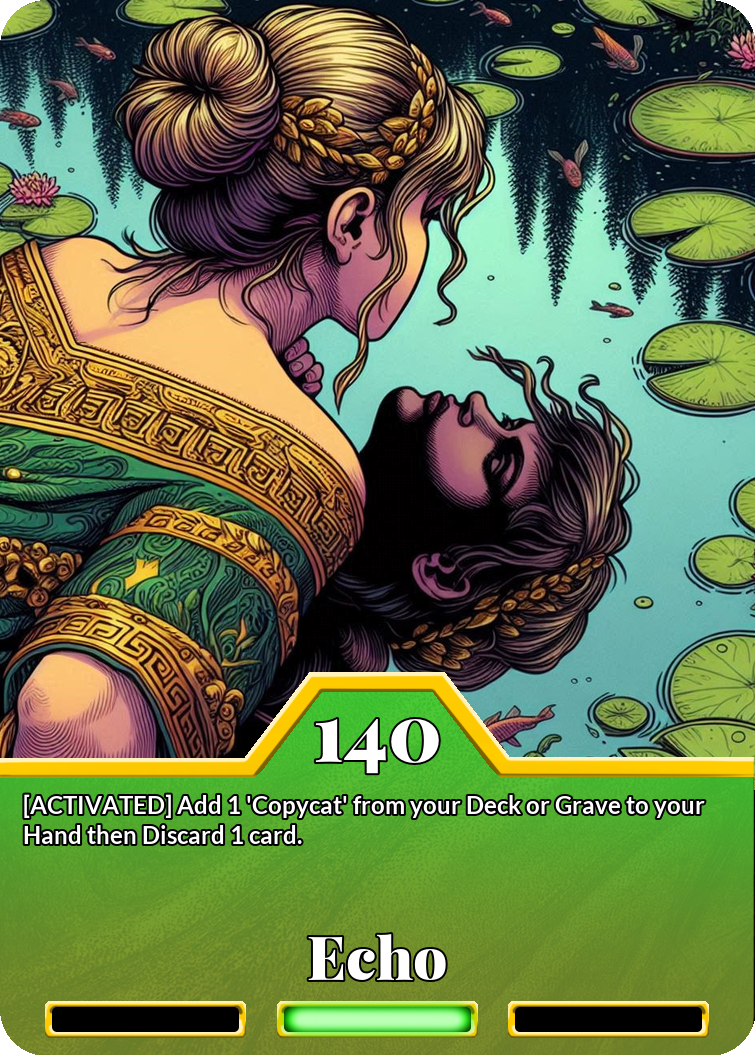 140
[ACTIVATED] Add 1 'Copycat' from your Deck or Grave to your
Hand then Discard 1 card.
Echo